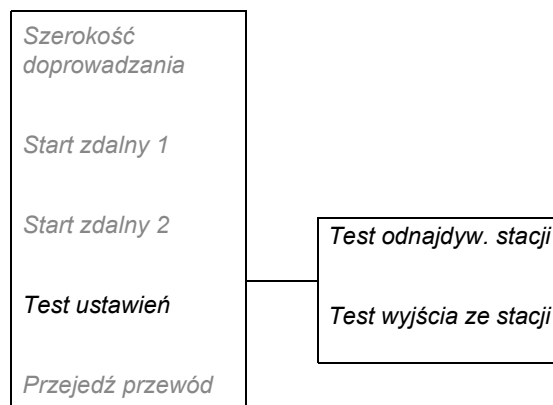 Szerokość
doprowadzania
Start zdalny 1
Start zdalny 2
Test ustawień
Przejedź przewód
Test odnajdyw. stacji
Test wyjścia ze stacji